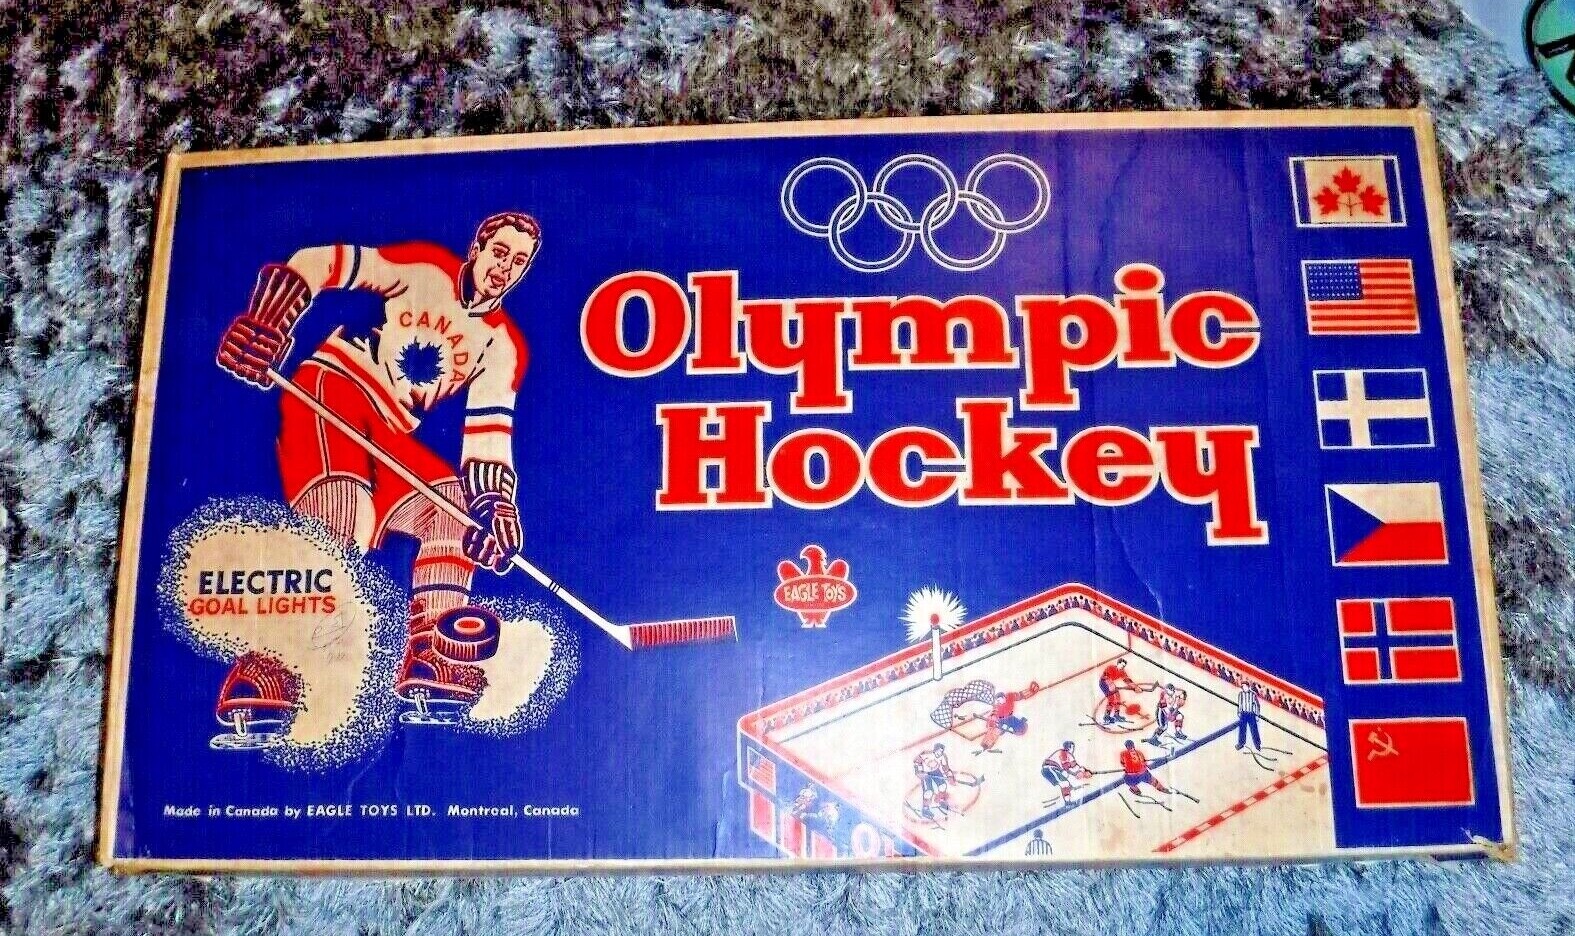 Olympic
Hockey
CANADA
ELECTRIC
GOAL LIGHTS
EAGLE TOYS
Made in Canada by EAGLE TOYS LTD. Montreal, Canada